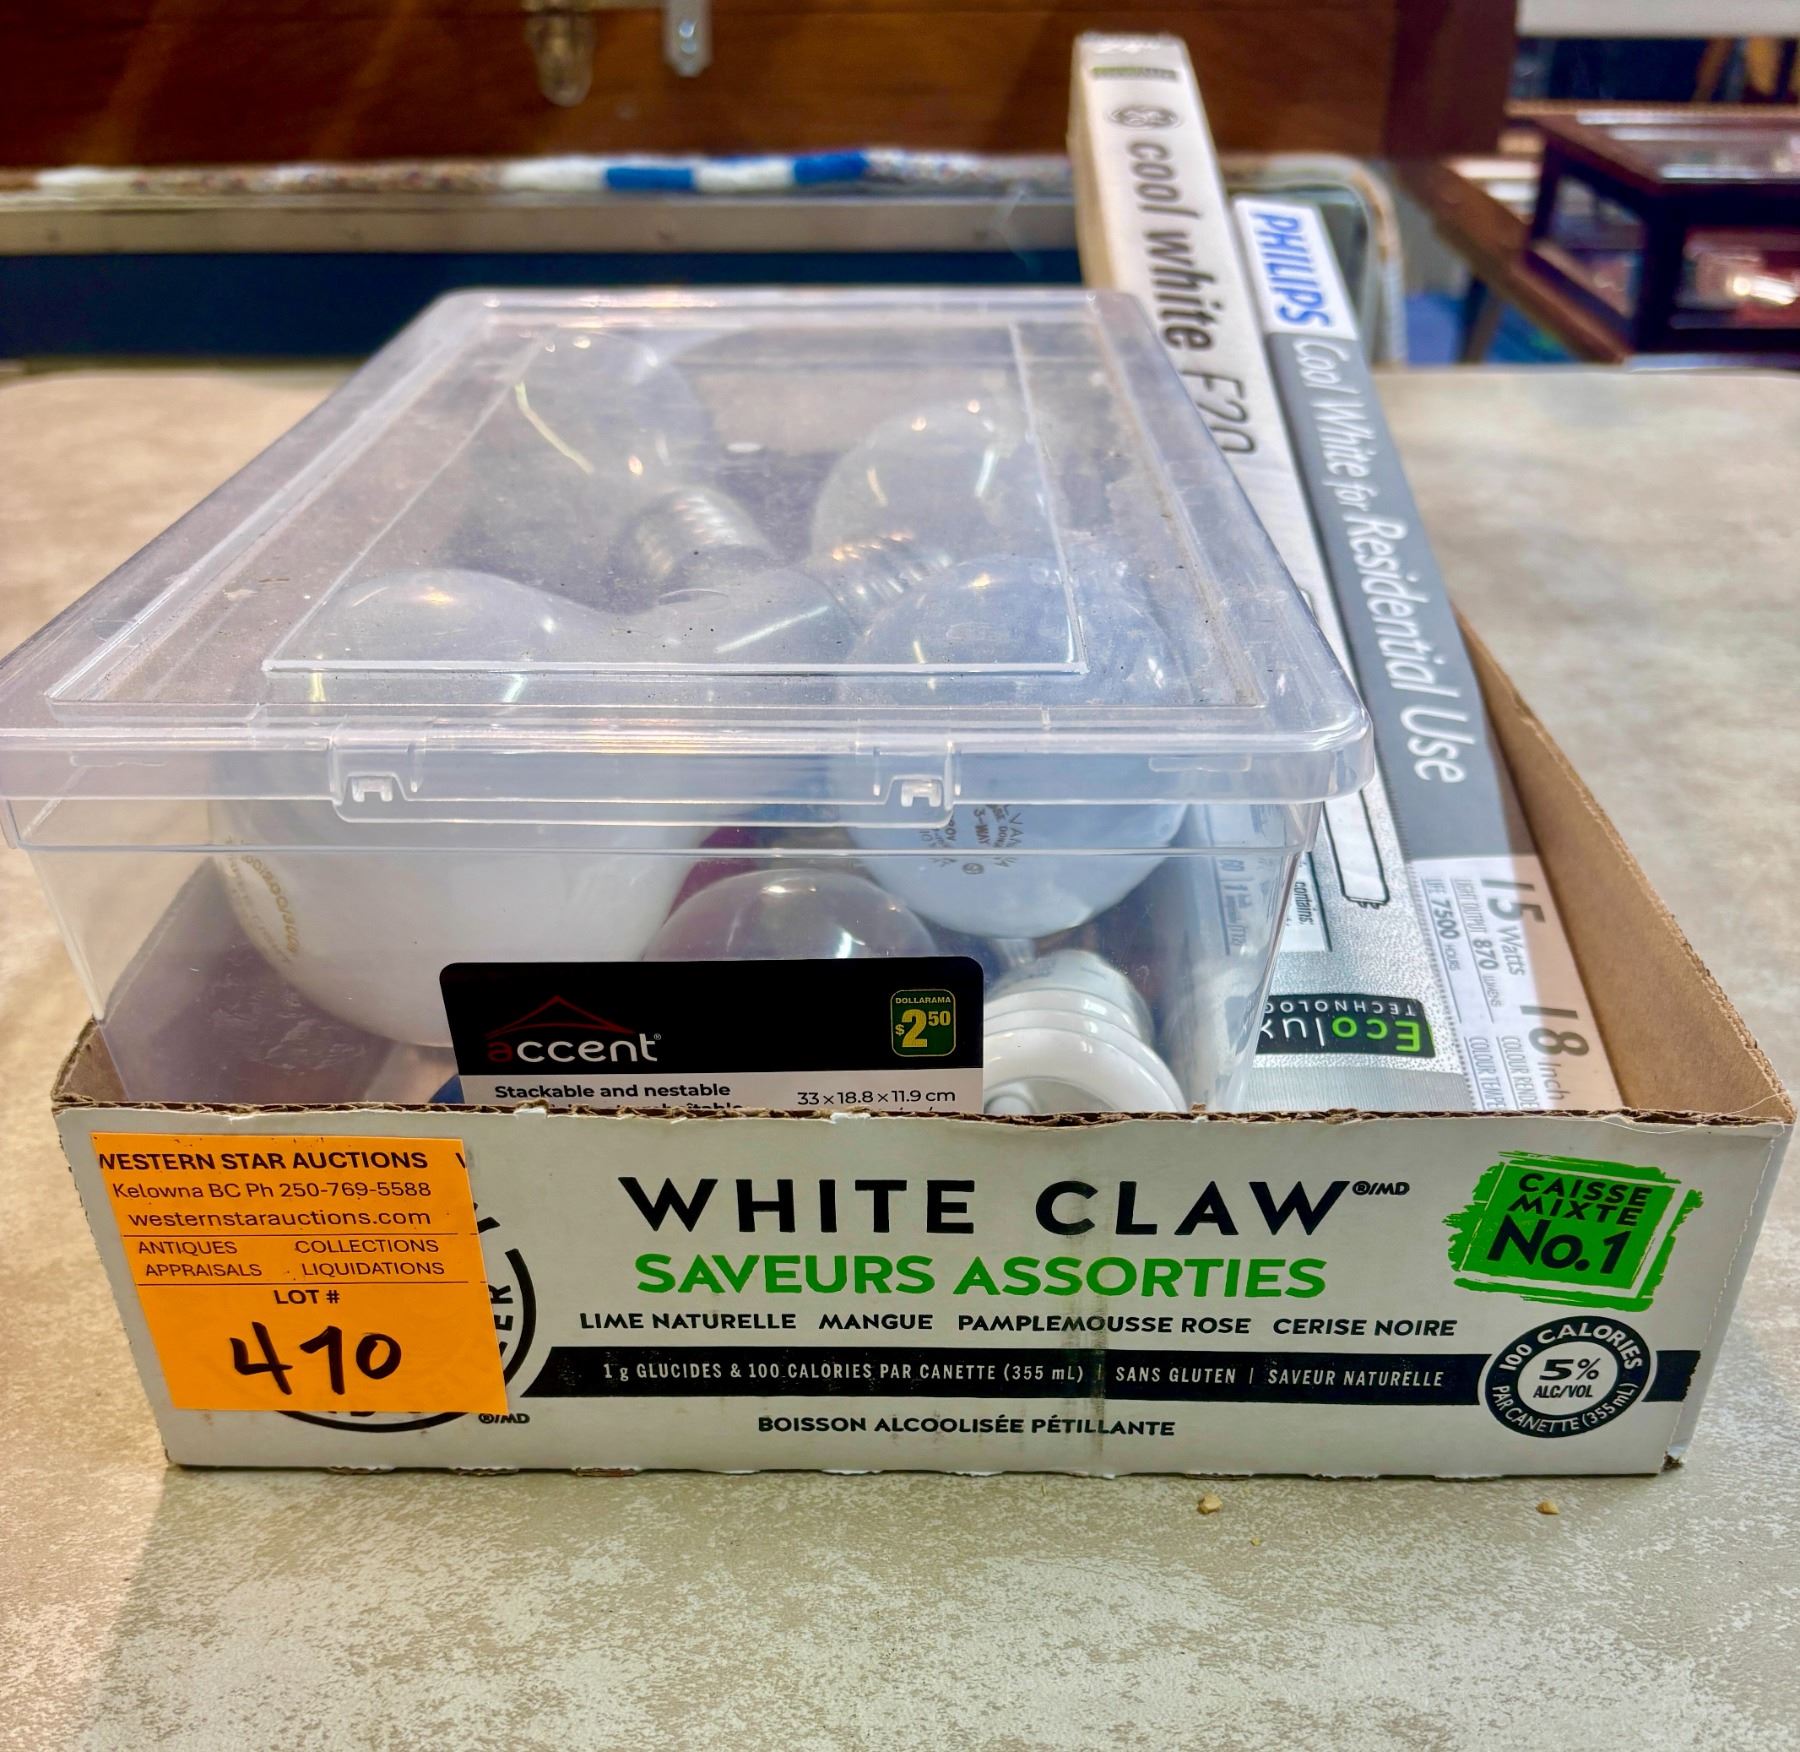 cool white F20
PHILIPS Cool White for Residential Use
15 Watts
LIGHT OUTPUT 870 LUMENS
LIFE 7500 HOURS
18 Inch
contains
Ecolux
TECHNOLOGY
3-WAY
accent®
DOLLARAMA
$2.50
Stackable and nestable
33 x 18.8 x 11.9 cm
WESTERN STAR AUCTIONS
Kelowna BC Ph 250-769-5588
westernstarauctions.com
ANTIQUES COLLECTIONS
APPRAISALS LIQUIDATIONS
LOT #
410
WHITE CLAW®/MD
SAVEURS ASSORTIES
LIME NATURELLE MANGUE PAMPLEMOUSSE ROSE CERISE NOIRE
1 g GLUCIDES & 100 CALORIES PAR CANETTE (355 mL) | SANS GLUTEN | SAVEUR NATURELLE
BOISSON ALCOOLISÉE PÉTILLANTE
®/MD
CAISSE
MIXTE
No.1
100 CALORIES
5%
ALC/VOL
PAR CANETTE (355 mL)